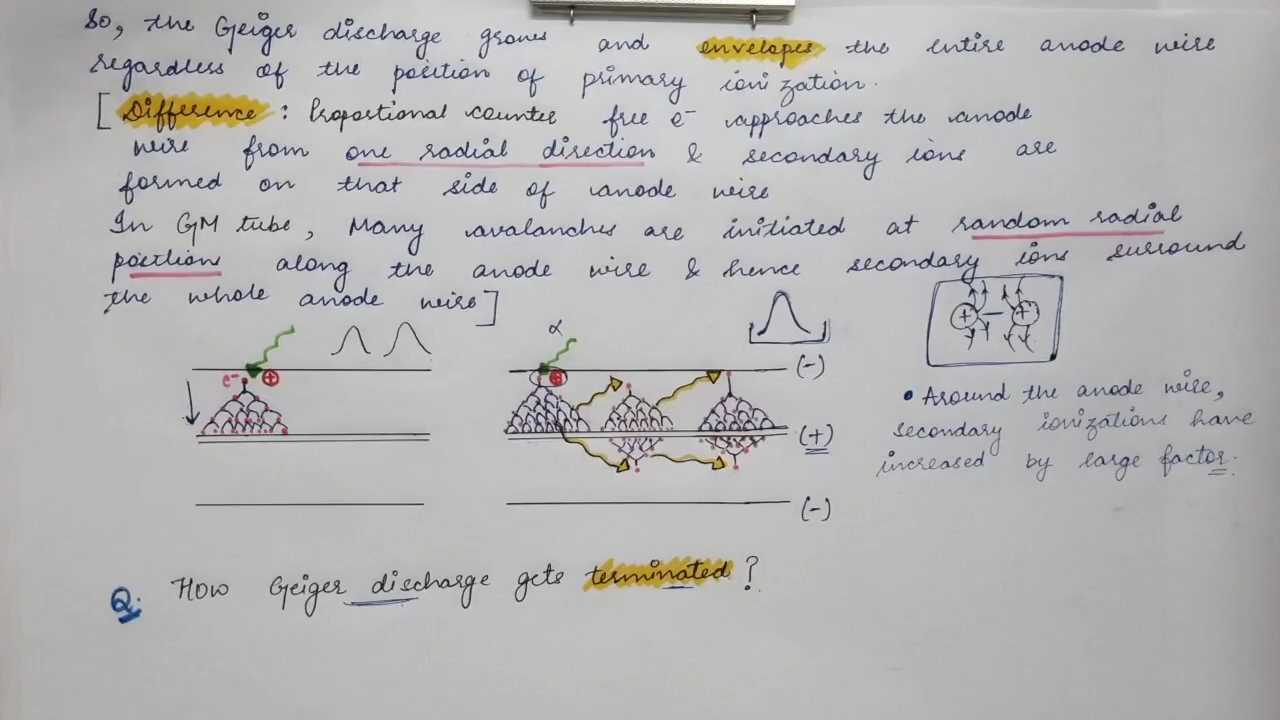 So, the Geiger discharge grows and envelopes the entire anode wire
regardless of the position of primary ionization.
[ Difference : Proportional counter free e⁻ approaches the anode
wire from one radial direction & secondary ions are
formed on that side of anode wire
In GM tube, Many avalanches are initiated at random radial
positions along the anode wire & hence secondary ions surround
the whole anode wire ]
e⁻ +
α +
(-)
(+)
(-)
+ — +
• Around the anode wire,
secondary ionizations have
increased by large factor.
Q. How Geiger discharge gets terminated ?